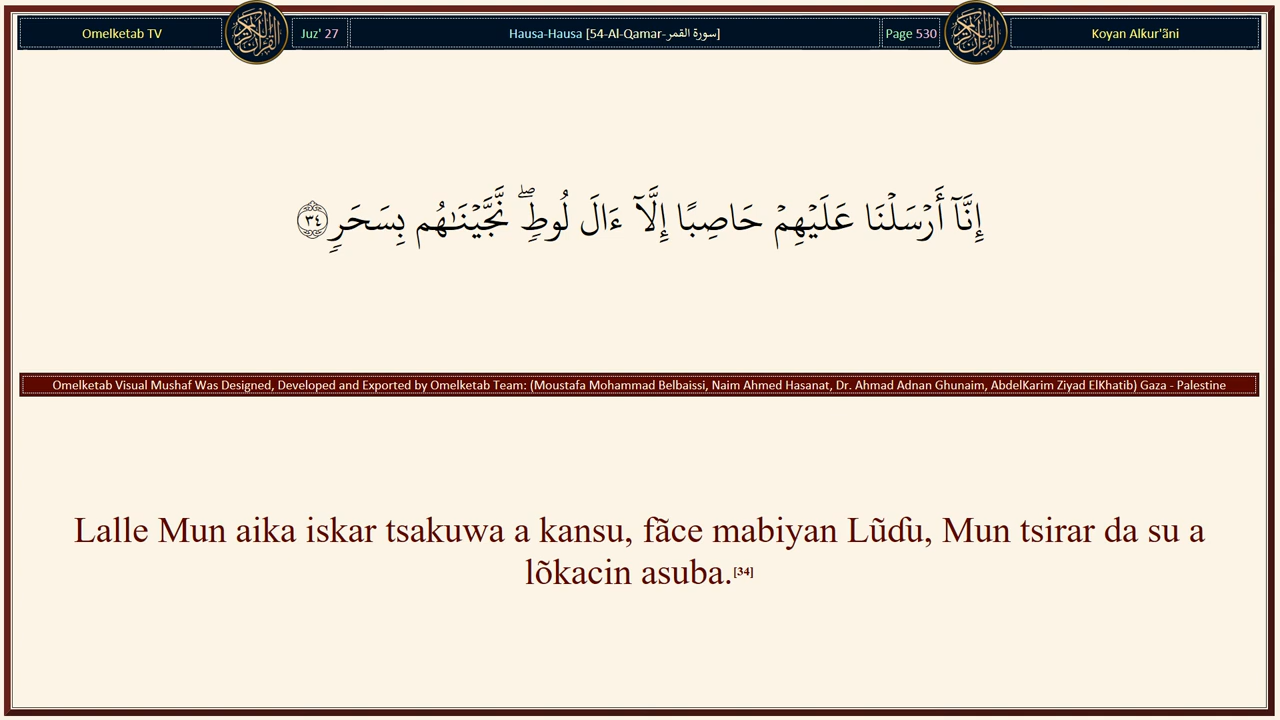 Omelketab TV
Juz' 27
Hausa-Hausa [54-Al-Qamar-سورة القمر]
Page 530
Koyan Alƙur'ãni
إِنَّآ أَرْسَلْنَا عَلَيْهِمْ حَاصِبًا إِلَّآ ءَالَ لُوطٍۖ نَّجَّيْنَـٰهُم بِسَحَرٍ ٣٤
Omelketab Visual Mushaf Was Designed, Developed and Exported by Omelketab Team: (Moustafa Mohammad Belbaissi, Naim Ahmed Hasanat, Dr. Ahmad Adnan Ghunaim, AbdelKarim Ziyad ElKhatib) Gaza - Palestine
Lalle Mun aika iskar tsakuwa a kansu, fãce mabiyan Lũɗu, Mun tsirar da su a
lõkacin asuba.[34]